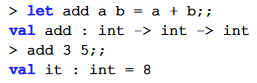 > let add a b = a + b;;
val add : int -> int -> int
> add 3 5;;
val it : int = 8